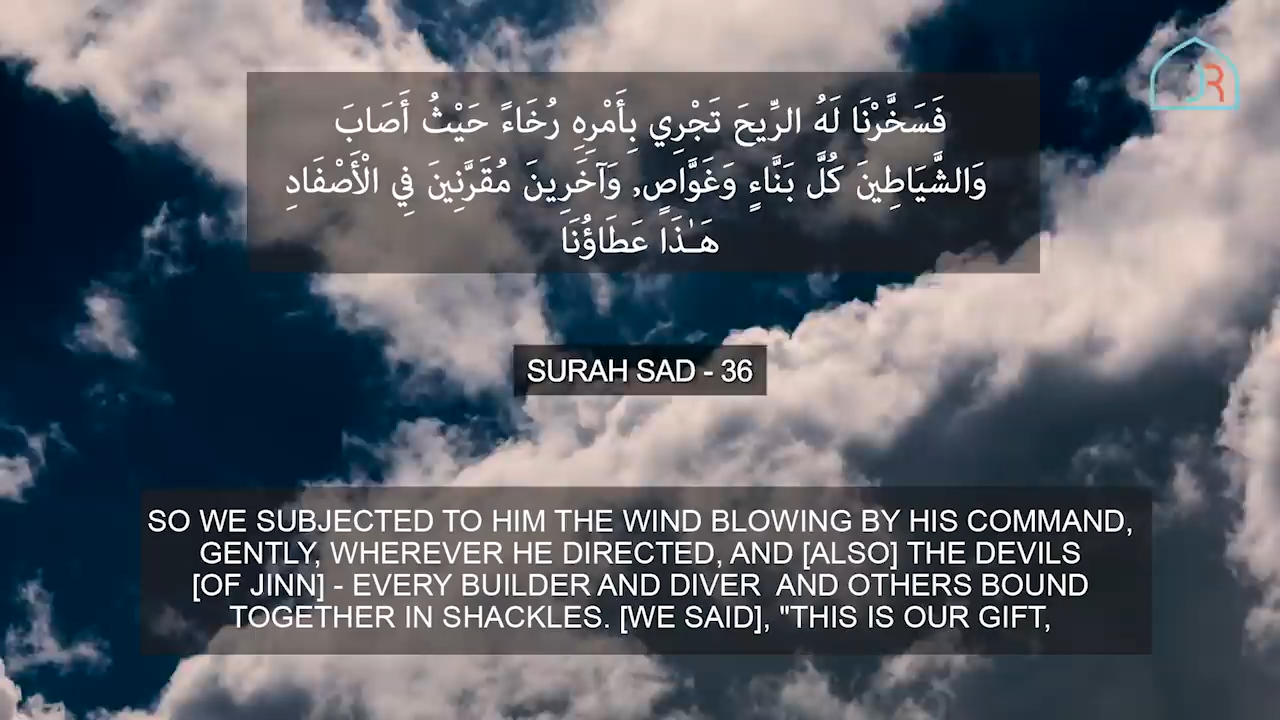 فَسَخَّرْنَا لَهُ الرِّيحَ تَجْرِي بِأَمْرِهِ رُخَاءً حَيْثُ أَصَابَ
وَالشَّيَاطِينَ كُلَّ بَنَّاءٍ وَغَوَّاصٍ, وَآخَرِينَ مُقَرَّنِينَ فِي الْأَصْفَادِ
هَـٰذَا عَطَاؤُنَا
SURAH SAD - 36
SO WE SUBJECTED TO HIM THE WIND BLOWING BY HIS COMMAND,
GENTLY, WHEREVER HE DIRECTED, AND [ALSO] THE DEVILS
[OF JINN] - EVERY BUILDER AND DIVER  AND OTHERS BOUND
TOGETHER IN SHACKLES. [WE SAID], "THIS IS OUR GIFT,